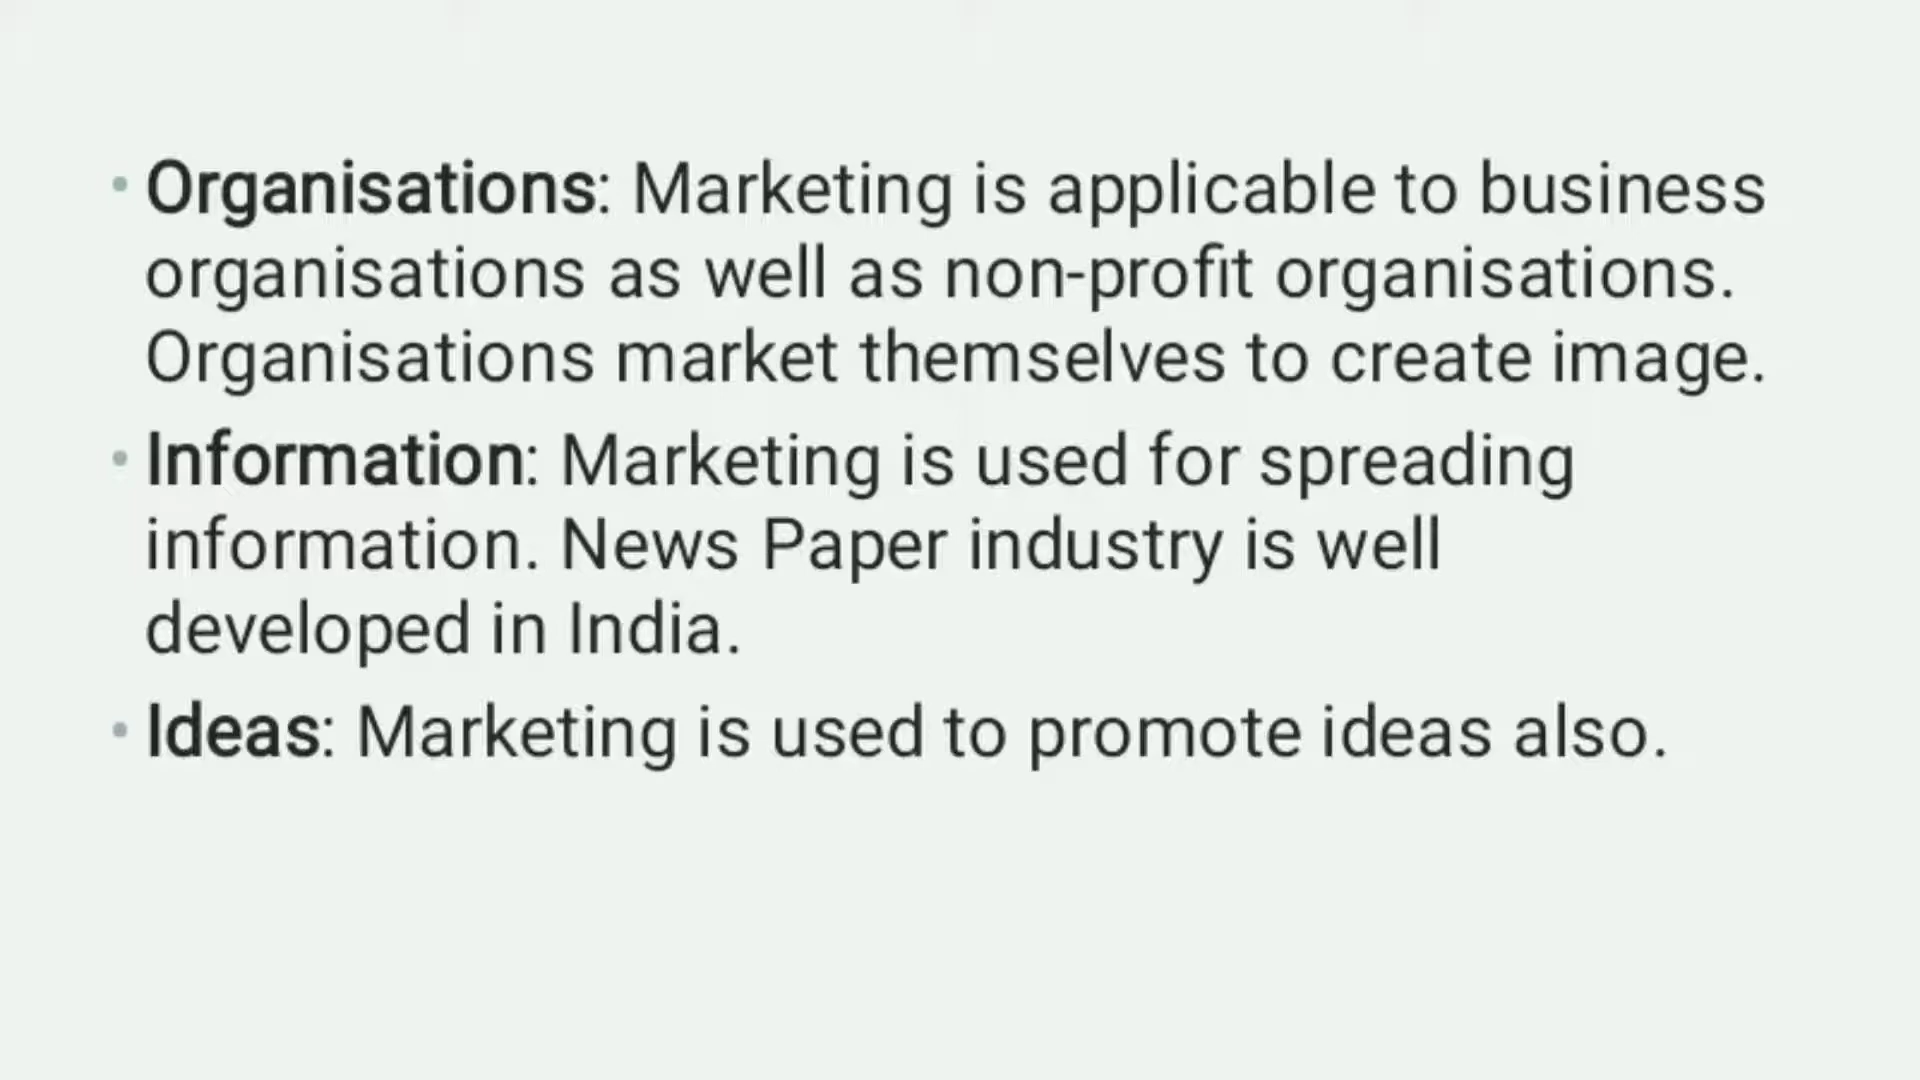 • Organisations: Marketing is applicable to business
organisations as well as non-profit organisations.
Organisations market themselves to create image.
• Information: Marketing is used for spreading
information. News Paper industry is well
developed in India.
• Ideas: Marketing is used to promote ideas also.